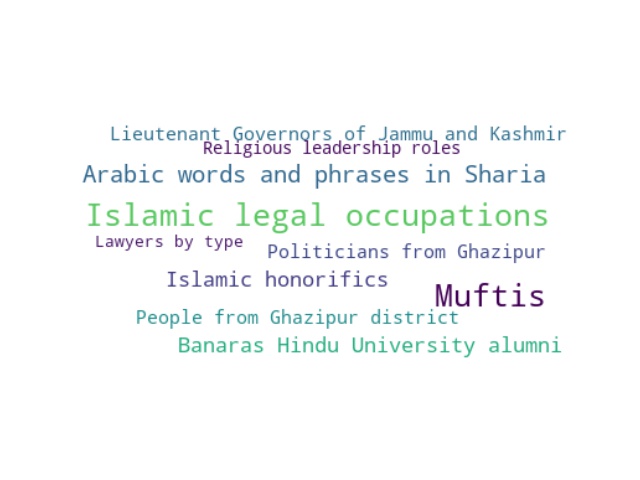 Lieutenant Governors of Jammu and Kashmir
Religious leadership roles
Arabic words and phrases in Sharia
Islamic legal occupations
Lawyers by type
Politicians from Ghazipur
Islamic honorifics
Muftis
People from Ghazipur district
Banaras Hindu University alumni